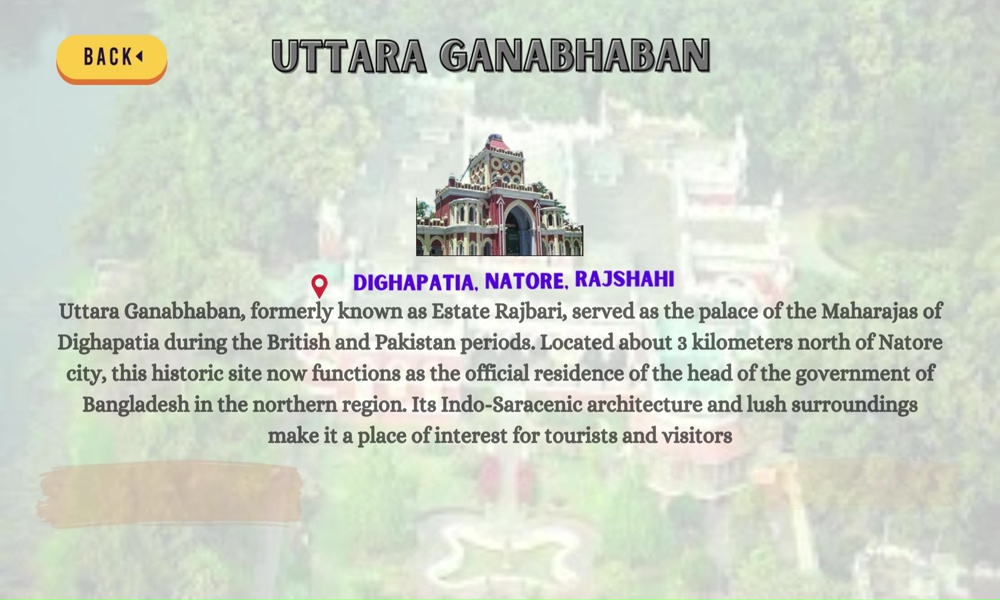 BACK
UTTARA GANABHABAN
DIGHAPATIA, NATORE, RAJSHAHI
Uttara Ganabhaban, formerly known as Estate Rajbari, served as the palace of the Maharajas of
Dighapatia during the British and Pakistan periods. Located about 3 kilometers north of Natore
city, this historic site now functions as the official residence of the head of the government of
Bangladesh in the northern region. Its Indo-Saracenic architecture and lush surroundings
make it a place of interest for tourists and visitors